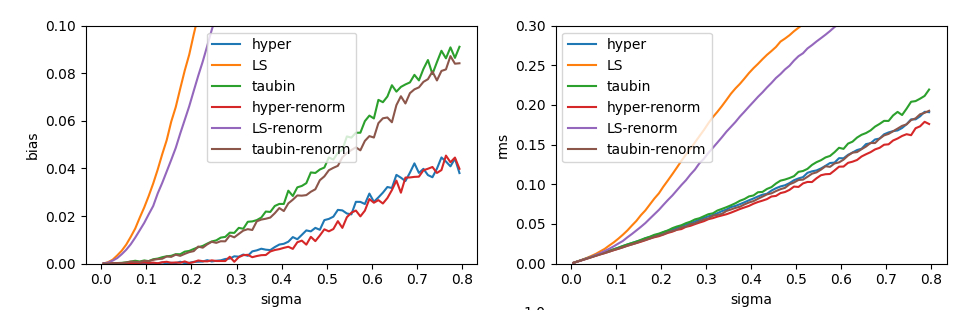 0.10
0.08
0.06
0.04
0.02
0.00
bias
hyper
LS
taubin
hyper-renorm
LS-renorm
taubin-renorm
0.0 0.1 0.2 0.3 0.4 0.5 0.6 0.7 0.8
sigma
0.30
0.25
0.20
0.15
0.10
0.05
0.00
rms
hyper
LS
taubin
hyper-renorm
LS-renorm
taubin-renorm
0.0 0.1 0.2 0.3 0.4 0.5 0.6 0.7 0.8
sigma